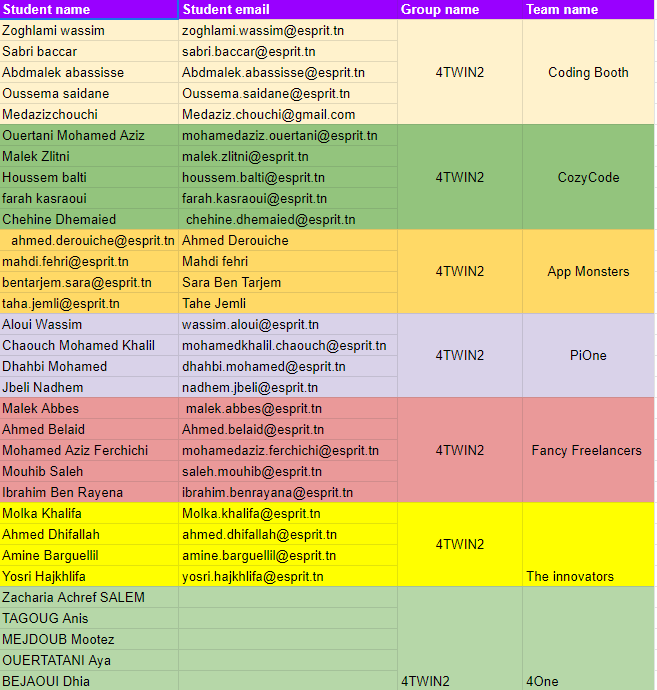 Student name Student email Group name Team name
Zoghlami wassim zoghlami.wassim@esprit.tn
Sabri baccar sabri.baccar@esprit.tn
Abdmalek abassisse Abdmalek.abassisse@esprit.tn 4TWIN2 Coding Booth
Oussema saidane Oussema.saidane@esprit.tn
Medazizchouchi Medaziz.chouchi@gmail.com
Ouertani Mohamed Aziz mohamedaziz.ouertani@esprit.tn
Malek Zlitni malek.zlitni@esprit.tn
Houssem balti houssem.balti@esprit.tn 4TWIN2 CozyCode
farah kasraoui farah.kasraoui@esprit.tn
Chehine Dhemaied chehine.dhemaied@esprit.tn
ahmed.derouiche@esprit.tn Ahmed Derouiche
mahdi.fehri@esprit.tn Mahdi fehri
4TWIN2 App Monsters
bentarjem.sara@esprit.tn Sara Ben Tarjem
taha.jemli@esprit.tn Tahe Jemli
Aloui Wassim wassim.aloui@esprit.tn
Chaouch Mohamed Khalil mohamedkhalil.chaouch@esprit.tn
4TWIN2 PiOne
Dhahbi Mohamed dhahbi.mohamed@esprit.tn
Jbeli Nadhem nadhem.jbeli@esprit.tn
Malek Abbes malek.abbes@esprit.tn
Ahmed Belaid Ahmed.belaid@esprit.tn
Mohamed Aziz Ferchichi mohamedaziz.ferchichi@esprit.tn 4TWIN2 Fancy Freelancers
Mouhib Saleh saleh.mouhib@esprit.tn
Ibrahim Ben Rayena ibrahim.benrayana@esprit.tn
Molka Khalifa Molka.khalifa@esprit.tn
Ahmed Dhifallah ahmed.dhifallah@esprit.tn
4TWIN2
Amine Barguellil amine.barguellil@esprit.tn
Yosri Hajkhlifa yosri.hajkhlifa@esprit.tn The innovators
Zacharia Achref SALEM
TAGOUG Anis
MEJDOUB Mootez
OUERTATANI Aya
BEJAOUI Dhia 4TWIN2 4One